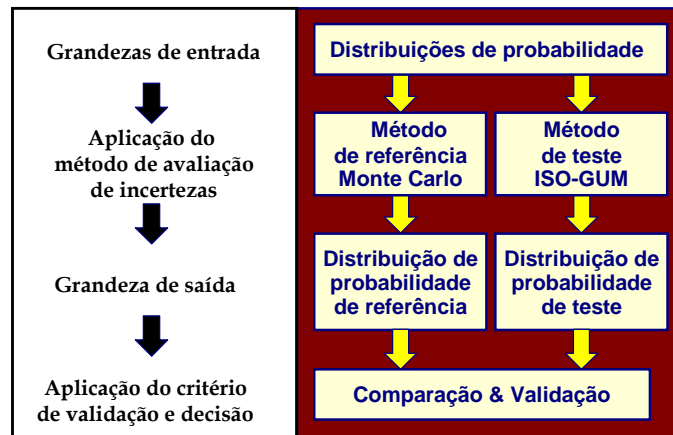 Grandezas de entrada
Aplicação do
método de avaliação
de incertezas
Grandeza de saída
Aplicação do critério
de validação e decisão
Distribuições de probabilidade
Método
de referência
Monte Carlo
Método
de teste
ISO-GUM
Distribuição de
probabilidade
de referência
Distribuição de
probabilidade
de teste
Comparação & Validação